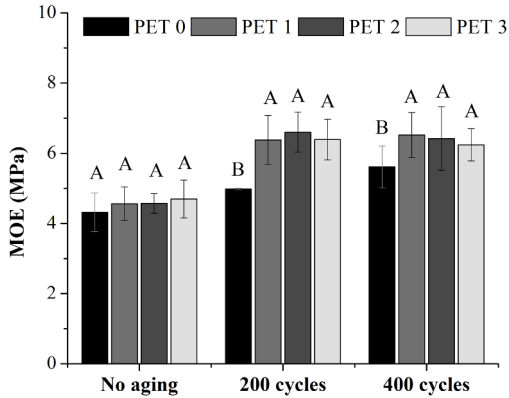 10
PET 0 PET 1 PET 2 PET 3
8
A A A
A A A
B
6
A A A A
B
4
2
0
MOE (MPa)
No aging 200 cycles 400 cycles